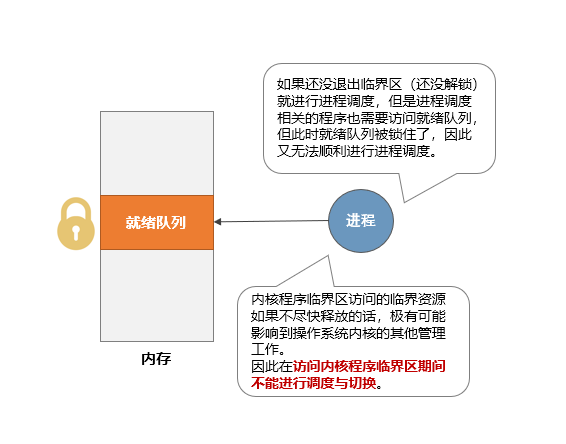 如果还没退出临界区（还没解锁）
就进行进程调度，但是进程调度
相关的程序也需要访问就绪队列，
但此时就绪队列被锁住了，因此
又无法顺利进行进程调度。
就绪队列
进程
内核程序临界区访问的临界资源
如果不尽快释放的话，极有可能
影响到操作系统内核的其他管理
工作。
因此在访问内核程序临界区期间
不能进行调度与切换。
内存